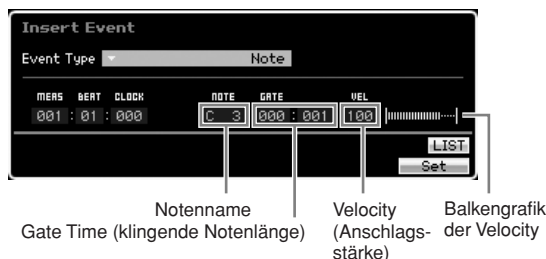 Insert Event
Event Type Note
MEAS BEAT CLOCK NOTE GATE VEL
001 : 01 : 000 C 3 000 : 001 100
LIST
Set
Notenname
Gate Time (klingende Notenlänge)
Velocity
(Anschlags-
stärke)
Balkengrafik
der Velocity